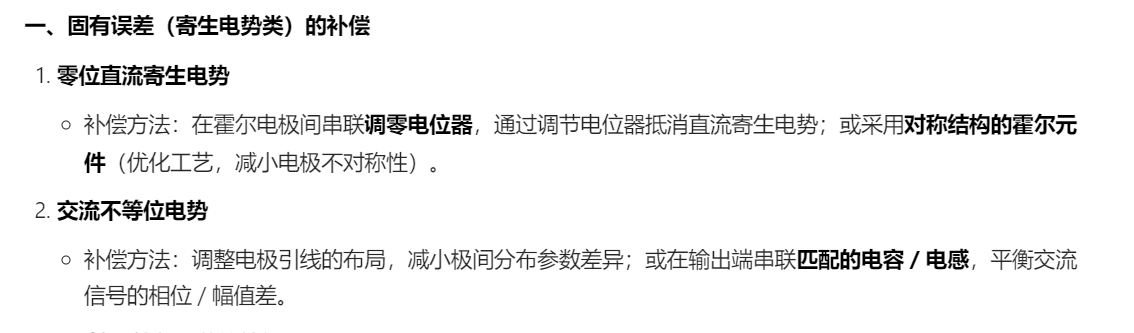 一、固有误差（寄生电势类）的补偿
1. 零位直流寄生电势
○ 补偿方法：在霍尔电极间串联调零电位器，通过调节电位器抵消直流寄生电势；或采用对称结构的霍尔元
件（优化工艺，减小电极不对称性）。
2. 交流不等位电势
○ 补偿方法：调整电极引线的布局，减小极间分布参数差异；或在输出端串联匹配的电容 / 电感，平衡交流
信号的相位 / 幅值差。